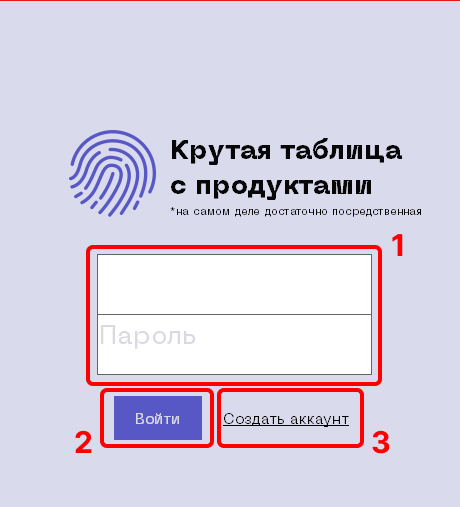 Крутая таблица
с продуктами
*на самом деле достаточно посредственная
1
Пароль
2
Войти
Создать аккаунт
3